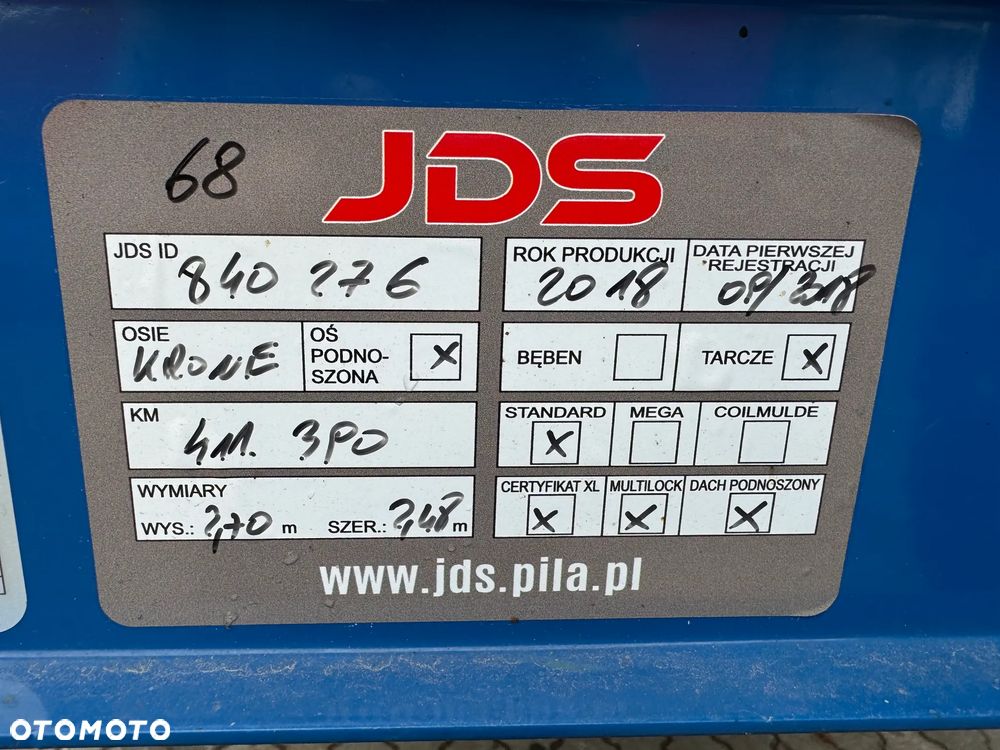 68
JDS
JDS ID
840 276
ROK PRODUKCJI
2018
DATA PIERWSZEJ
REJESTRACJI
09/2018
OSIE
KRONE
OŚ
PODNO-
SZONA
X
BĘBEN
TARCZE
X
KM
411. 390
STANDARD
X
MEGA
COILMULDE
WYMIARY
WYS.: 2,70 m
SZER.: 2,48 m
CERTYFIKAT XL
X
MULTILOCK
X
DACH PODNOSZONY
X
www.jds.pila.pl
OTOMOTO